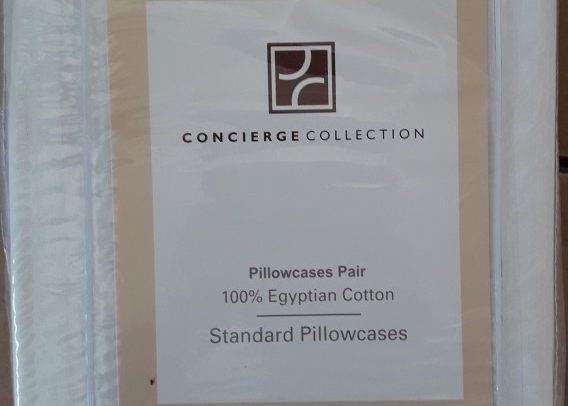 CONCIERGE COLLECTION
Pillowcases Pair
100% Egyptian Cotton
Standard Pillowcases